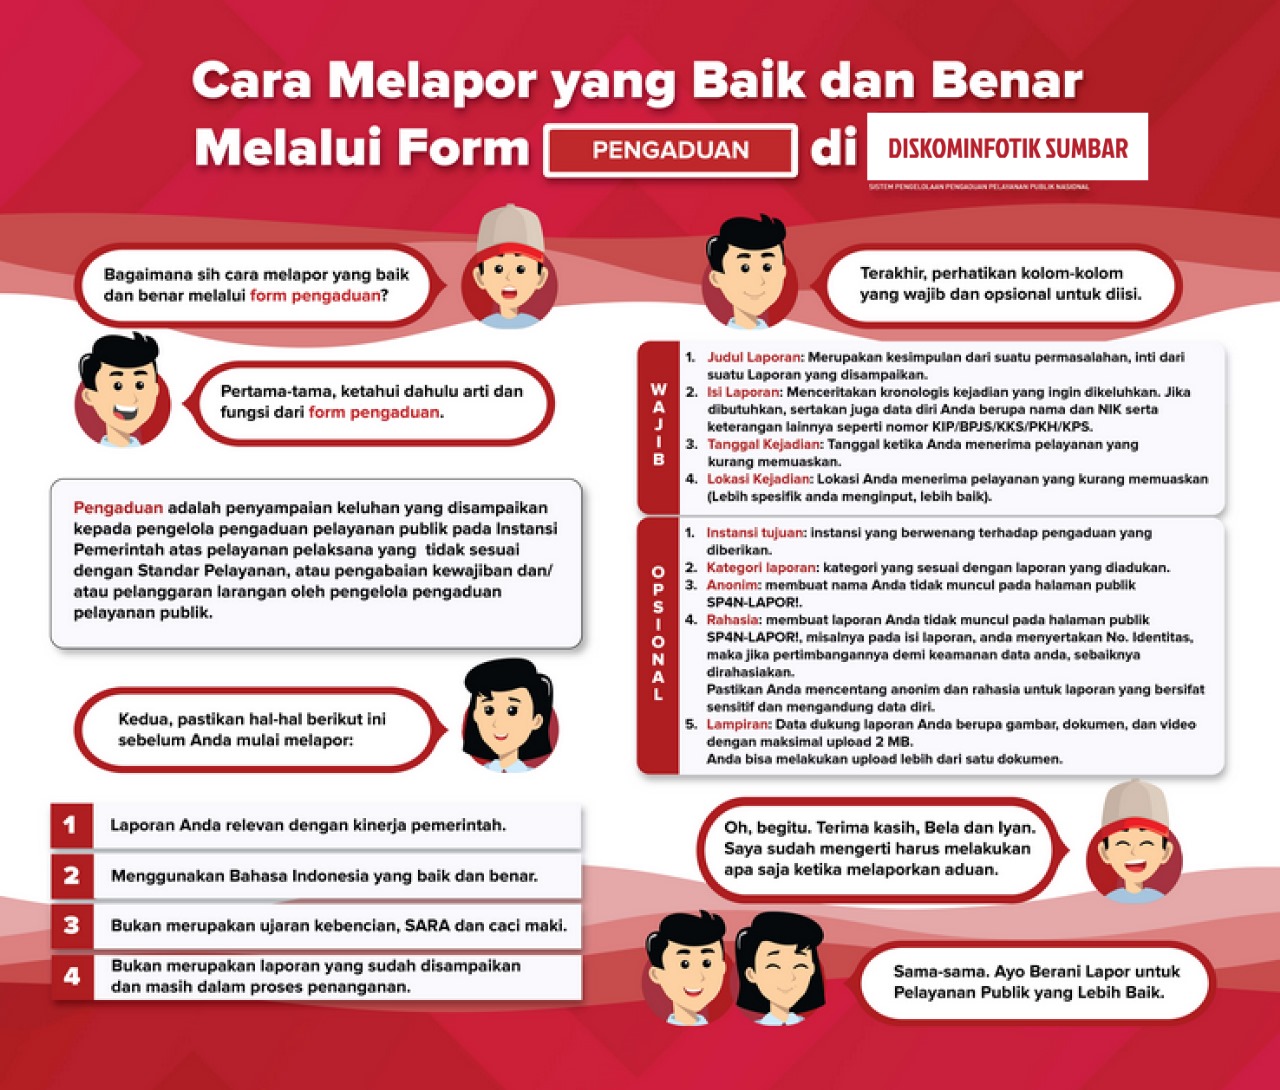 Cara Melapor yang Baik dan Benar
Melalui Form PENGADUAN di DISKOMINFOTIK SUMBAR
SISTEM PENGELOLAAN PENGADUAN PELAYANAN PUBLIK NASIONAL
Bagaimana sih cara melapor yang baik
dan benar melalui form pengaduan?
Pertama-tama, ketahui dahulu arti dan
fungsi dari form pengaduan.
Pengaduan adalah penyampaian keluhan yang disampaikan
kepada pengelola pengaduan pelayanan publik pada Instansi
Pemerintah atas pelayanan pelaksana yang tidak sesuai
dengan Standar Pelayanan, atau pengabaian kewajiban dan/
atau pelanggaran larangan oleh pengelola pengaduan
pelayanan publik.
Kedua, pastikan hal-hal berikut ini
sebelum Anda mulai melapor:
1 Laporan Anda relevan dengan kinerja pemerintah.
2 Menggunakan Bahasa Indonesia yang baik dan benar.
3 Bukan merupakan ujaran kebencian, SARA dan caci maki.
4 Bukan merupakan laporan yang sudah disampaikan
dan masih dalam proses penanganan.
Terakhir, perhatikan kolom-kolom
yang wajib dan opsional untuk diisi.
WAJIB
1. Judul Laporan: Merupakan kesimpulan dari suatu permasalahan, inti dari
suatu Laporan yang disampaikan.
2. Isi Laporan: Menceritakan kronologis kejadian yang ingin dikeluhkan. Jika
dibutuhkan, sertakan juga data diri Anda berupa nama dan NIK serta
keterangan lainnya seperti nomor KIP/BPJS/KKS/PKH/KPS.
3. Tanggal Kejadian: Tanggal ketika Anda menerima pelayanan yang
kurang memuaskan.
4. Lokasi Kejadian: Lokasi Anda menerima pelayanan yang kurang memuaskan
(Lebih spesifik anda menginput, lebih baik).
OPSIONAL
1. Instansi tujuan: instansi yang berwenang terhadap pengaduan yang
diberikan.
2. Kategori laporan: kategori yang sesuai dengan laporan yang diadukan.
3. Anonim: membuat nama Anda tidak muncul pada halaman publik
SP4N-LAPOR!.
4. Rahasia: membuat laporan Anda tidak muncul pada halaman publik
SP4N-LAPOR!, misalnya pada isi laporan, anda menyertakan No. Identitas,
maka jika pertimbangannya demi keamanan data anda, sebaiknya
dirahasiakan.
Pastikan Anda mencentang anonim dan rahasia untuk laporan yang bersifat
sensitif dan mengandung data diri.
5. Lampiran: Data dukung laporan Anda berupa gambar, dokumen, dan video
dengan maksimal upload 2 MB.
Anda bisa melakukan upload lebih dari satu dokumen.
Oh, begitu. Terima kasih, Bela dan Iyan.
Saya sudah mengerti harus melakukan
apa saja ketika melaporkan aduan.
Sama-sama. Ayo Berani Lapor untuk
Pelayanan Publik yang Lebih Baik.